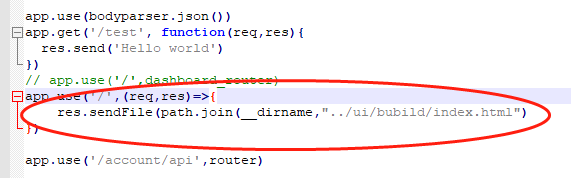 app.use(bodyparser.json())
app.get('/test', function(req,res){
res.send('Hello world')
})
// app.use('/',dashboard_router)
app.use('/',(req,res)=>{
res.sendFile(path.join(__dirname,"../ui/bubild/index.html")
})
app.use('/account/api',router)